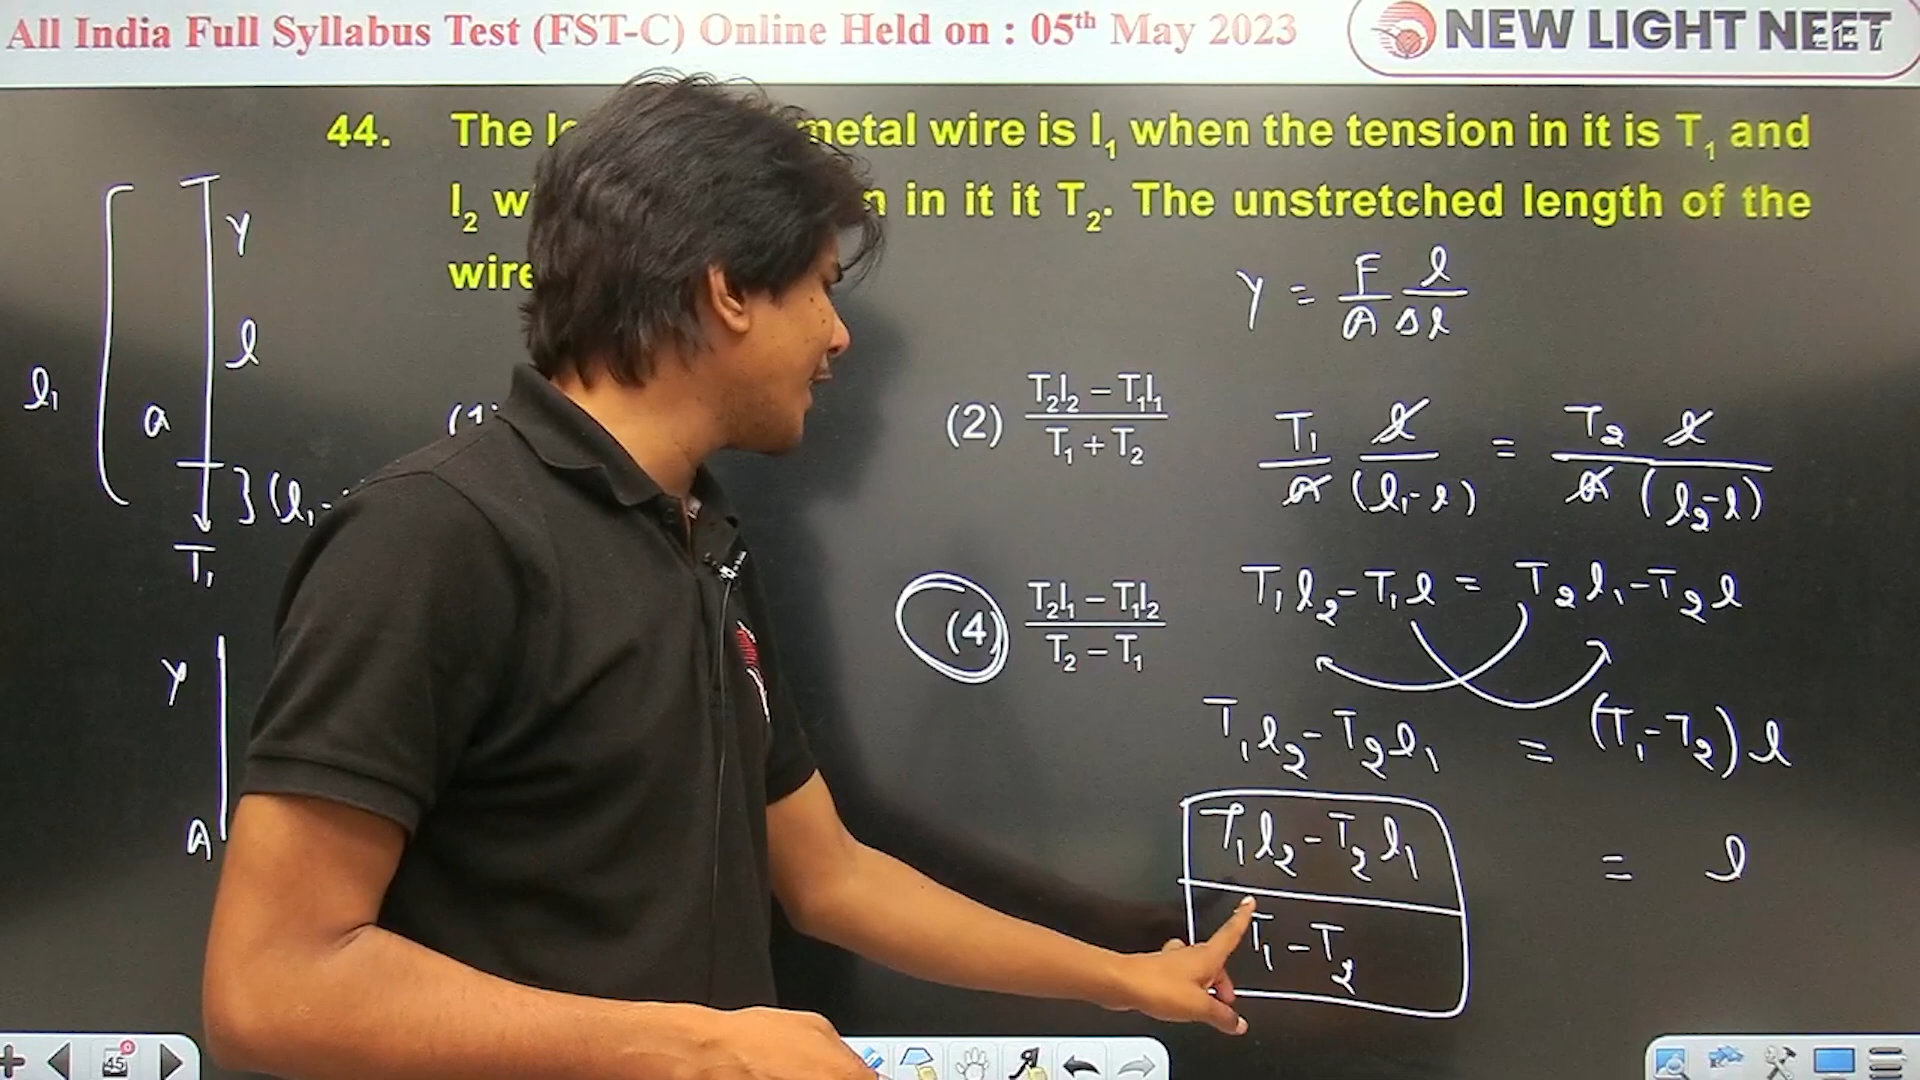 All India Full Syllabus Test (FST-C) Online Held on : 05th May 2023
NEW LIGHT NEET
44. The metal wire is l₁ when the tension in it is T₁ and
l₂ in it it T₂. The unstretched length of the
wire
(2) (T₂l₂ − T₁l₁)/(T₁ + T₂)
(4) (T₂l₁ − T₁l₂)/(T₂ − T₁)
l₁
Y
l
a
}(l₁-
T₁
Y
A
Y = F/A l/Δl
T₁/a l/(l₁-l) = T₂ l/a (l₂-l)
T₁l₂-T₁l = T₂l₁-T₂l
T₁l₂-T₂l₁ = (T₁-T₂)l
(T₁l₂-T₂l₁)/(T₁-T₂) = l
45
0